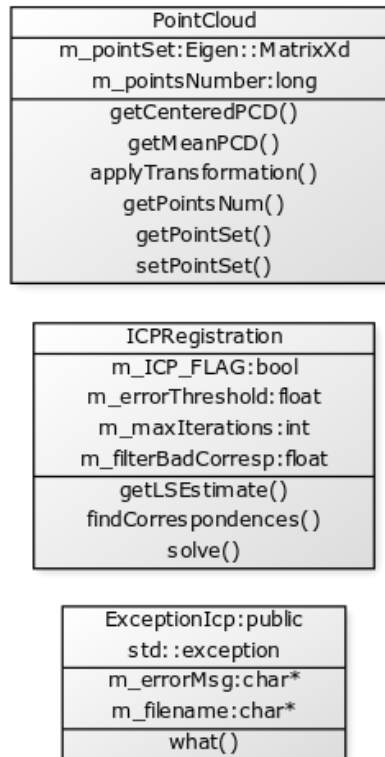 PointCloud
m_pointSet:Eigen::MatrixXd
m_pointsNumber:long
getCenteredPCD()
getMeanPCD()
applyTransformation()
getPointsNum()
getPointSet()
setPointSet()
ICPRegistration
m_ICP_FLAG:bool
m_errorThreshold:float
m_maxIterations:int
m_filterBadCorresp:float
getLSEstimate()
findCorrespondences()
solve()
ExceptionIcp:public
std::exception
m_errorMsg:char*
m_filename:char*
what()